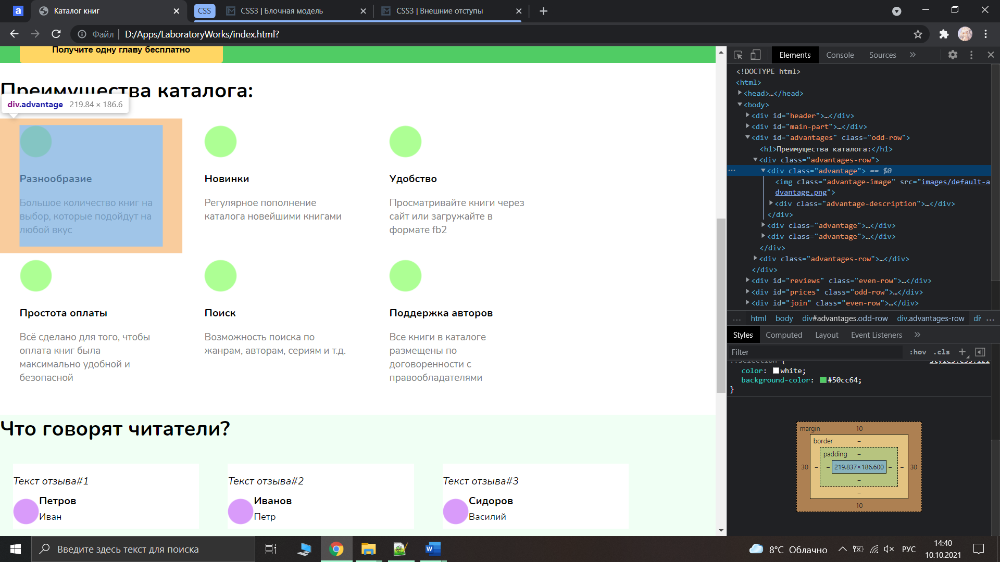 a
Каталог книг
CSS
CSS3 | Блочная модель
CSS3 | Внешние отступы
Файл
D:/Apps/LaboratoryWorks/index.html?
Получите одну главу бесплатно
Преимущества каталога:
div.advantage 219.84 × 186.6
Разнообразие
Новинки
Удобство
Большое количество книг на
выбор, которые подойдут на
любой вкус
Регулярное пополнение
каталога новейшими книгами
Просматривайте книги через
сайт или загружайте в
формате fb2
Простота оплаты
Поиск
Поддержка авторов
Всё сделано для того, чтобы
оплата книг была
максимально удобной и
безопасной
Возможность поиска по
жанрам, авторам, сериям и т.д.
Все книги в каталоге
размещены по
договоренности с
правообладателями
Что говорят читатели?
Текст отзыва#1
Петров
Иван
Текст отзыва#2
Иванов
Петр
Текст отзыва#3
Сидоров
Василий
Elements
Console
Sources
<!DOCTYPE html>
<html>
<head>…</head>
<body>
<div id="header">…</div>
<div id="main-part">…</div>
<div id="advantages" class="odd-row">
<h1>Преимущества каталога:</h1>
<div class="advantages-row">
<div class="advantage"> == $0
<img class="advantage-image" src="images/default-a
dvantage.png">
<div class="advantage-description">…</div>
</div>
<div class="advantage">…</div>
<div class="advantage">…</div>
</div>
<div class="advantages-row">…</div>
</div>
<div id="reviews" class="even-row">…</div>
<div id="prices" class="odd-row">…</div>
<div id="join" class="even-row">…</div>
… html body div#advantages.odd-row div.advantages-row di …
Styles
Computed
Layout
Event Listeners
Filter
:hov .cls
::selection { styles.css:121
color: white;
background-color: #50cc64;
}
margin 10
border –
padding –
30 – – 219.837×186.600 – – 30
–
–
10
Введите здесь текст для поиска
8°C Облачно
РУС
14:40
10.10.2021